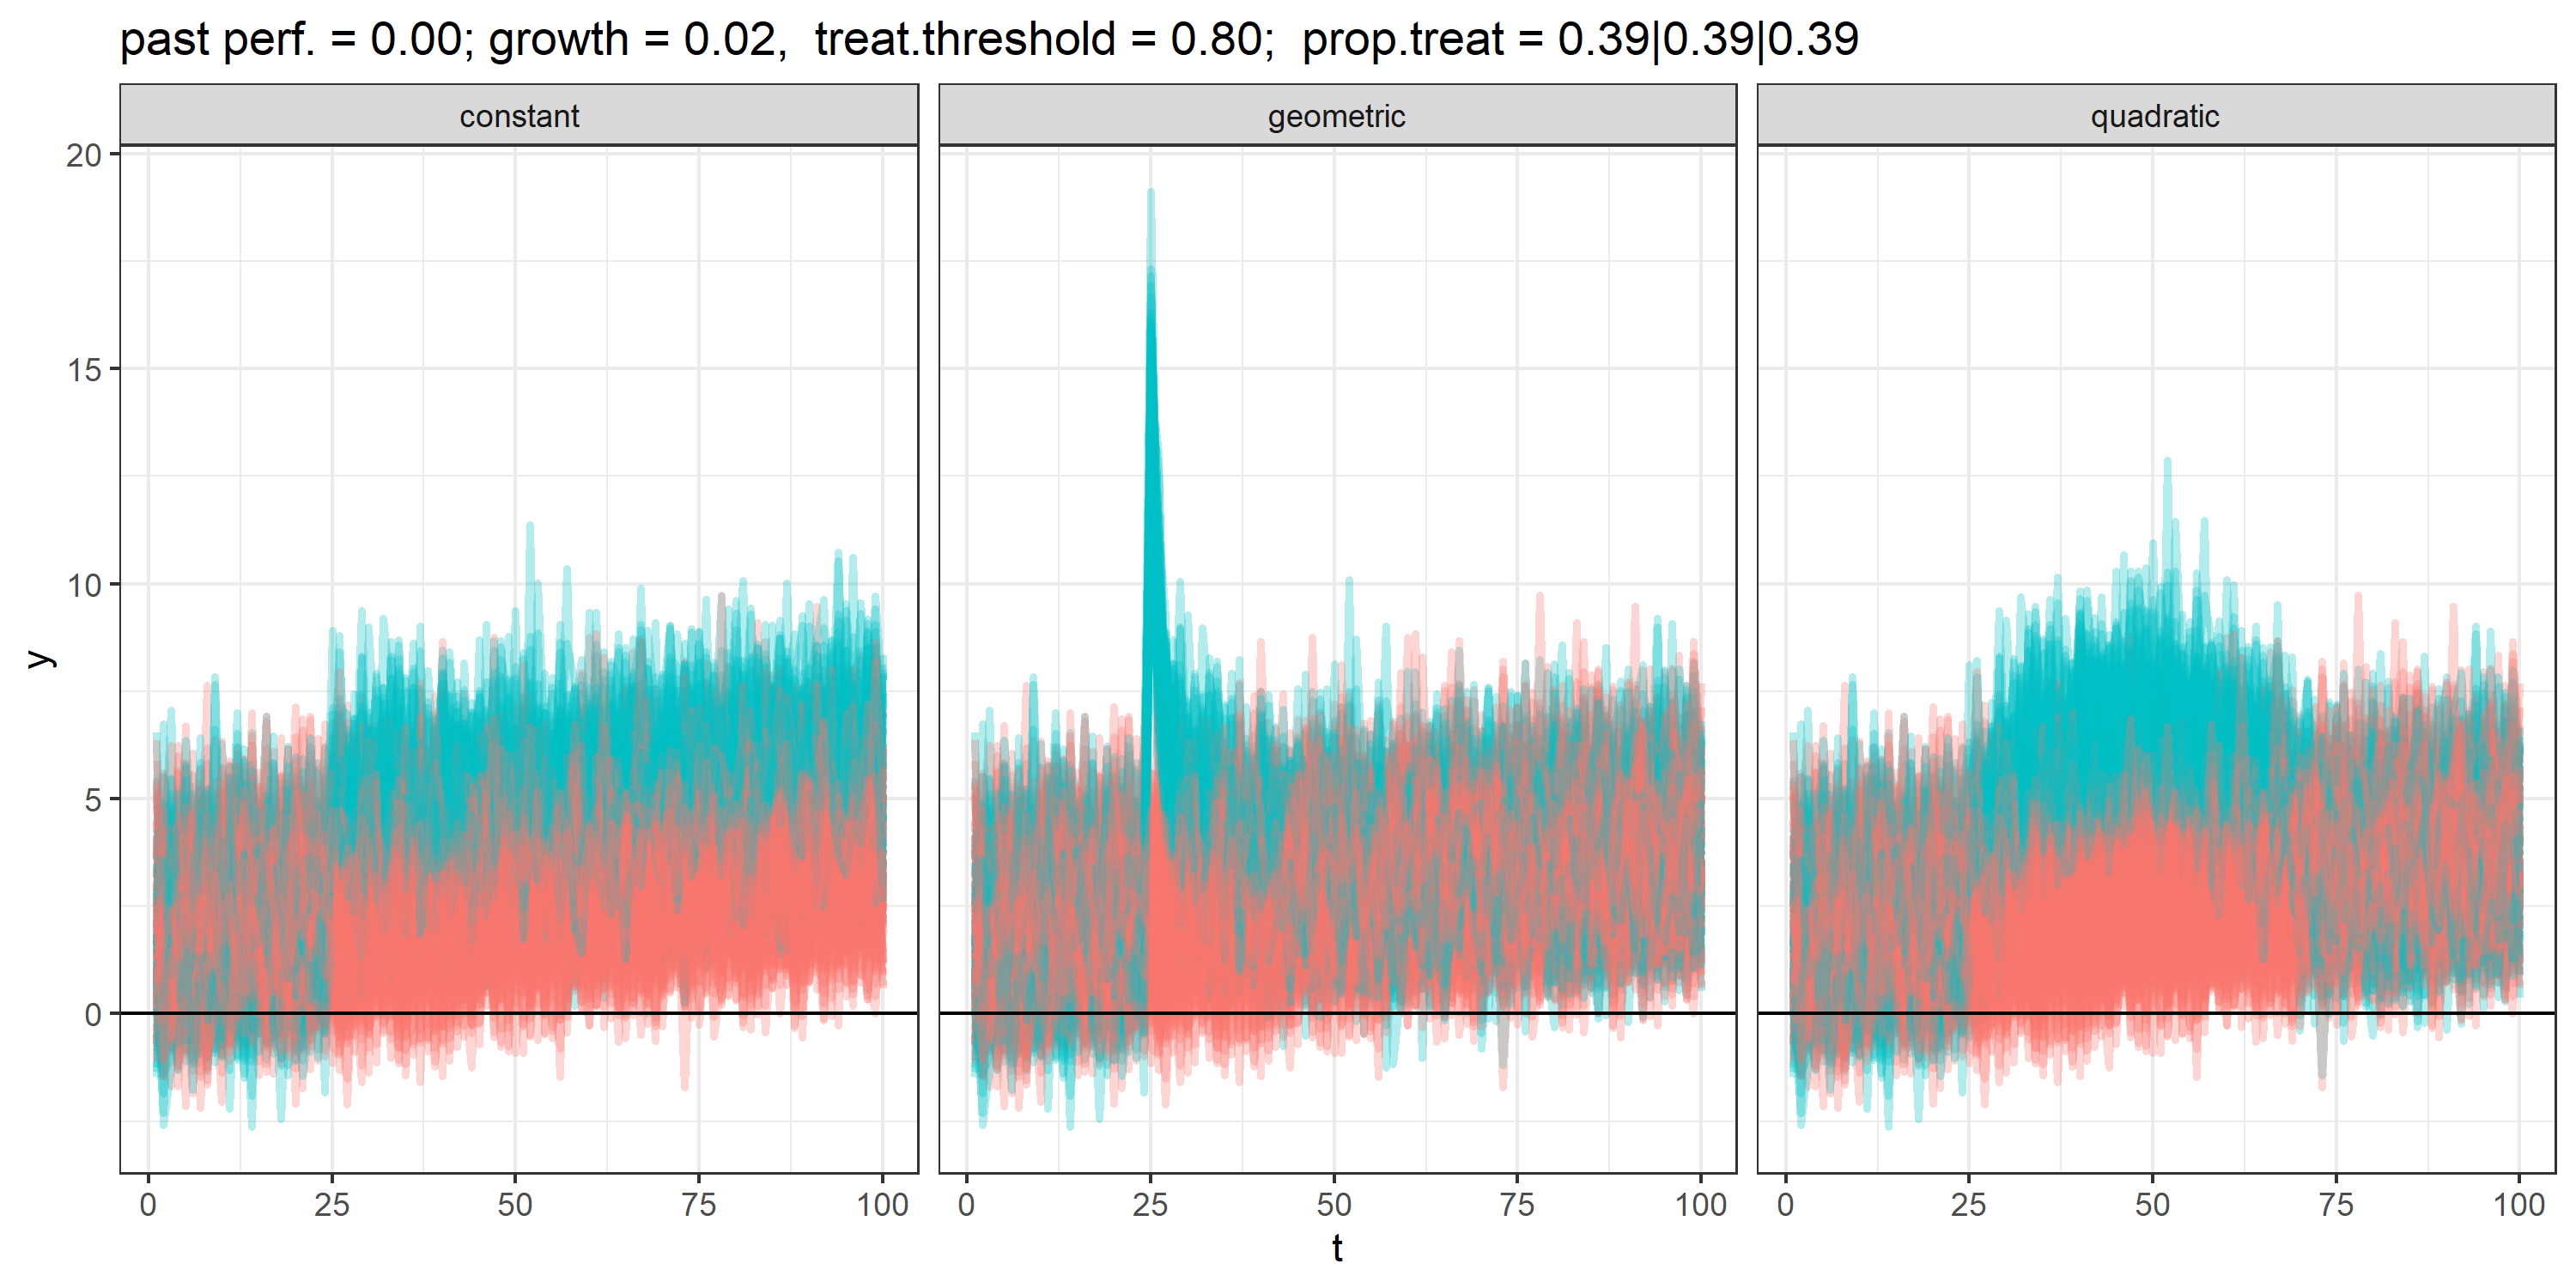 past perf. = 0.00; growth = 0.02,  treat.threshold = 0.80;  prop.treat = 0.39|0.39|0.39
constant geometric quadratic
20
15
10
5
0
y
0 25 50 75 100 0 25 50 75 100 0 25 50 75 100
t